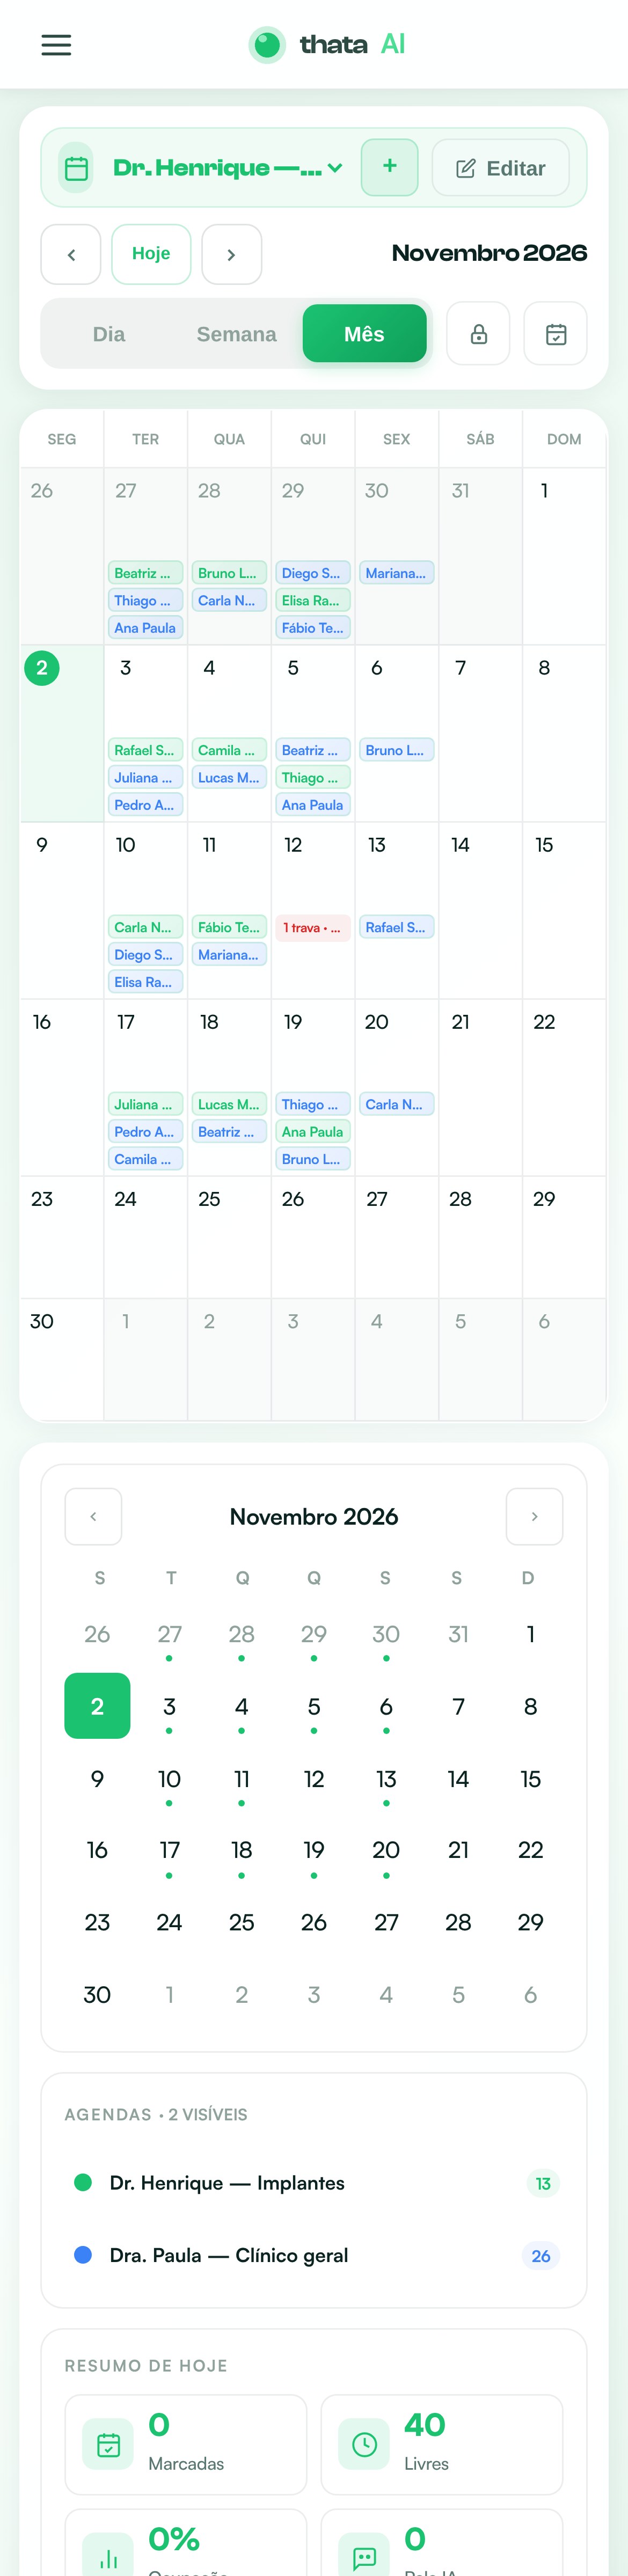 thata AI
Dr. Henrique —...
+
Editar
Hoje
Novembro 2026
Dia Semana Mês
SEG TER QUA QUI SEX SÁB DOM
26 27 28 29 30 31 1
Beatriz ... Bruno L... Diego S... Mariana...
Thiago ... Carla N... Elisa Ra...
Ana Paula Fábio Te...
2 3 4 5 6 7 8
Rafael S... Camila ... Beatriz ... Bruno L...
Juliana ... Lucas M... Thiago ...
Pedro A... Ana Paula
9 10 11 12 13 14 15
Carla N... Fábio Te... 1 trava · ... Rafael S...
Diego S... Mariana...
Elisa Ra...
16 17 18 19 20 21 22
Juliana ... Lucas M... Thiago ... Carla N...
Pedro A... Beatriz ... Ana Paula
Camila ... Bruno L...
23 24 25 26 27 28 29
30 1 2 3 4 5 6
Novembro 2026
S T Q Q S S D
26 27 28 29 30 31 1
2 3 4 5 6 7 8
9 10 11 12 13 14 15
16 17 18 19 20 21 22
23 24 25 26 27 28 29
30 1 2 3 4 5 6
AGENDAS · 2 VISÍVEIS
Dr. Henrique — Implantes 13
Dra. Paula — Clínico geral 26
RESUMO DE HOJE
0 40
Marcadas Livres
0% 0